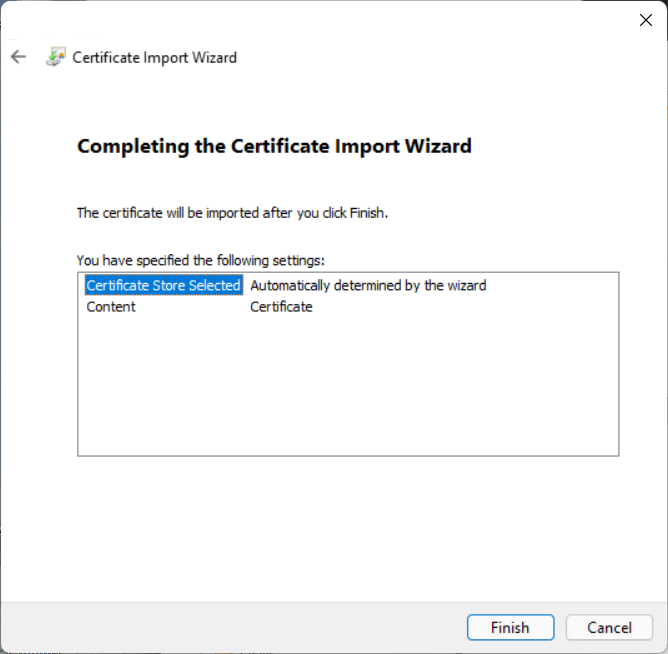 Certificate Import Wizard
Completing the Certificate Import Wizard
The certificate will be imported after you click Finish.
You have specified the following settings:
Certificate Store Selected Automatically determined by the wizard
Content Certificate
Finish Cancel